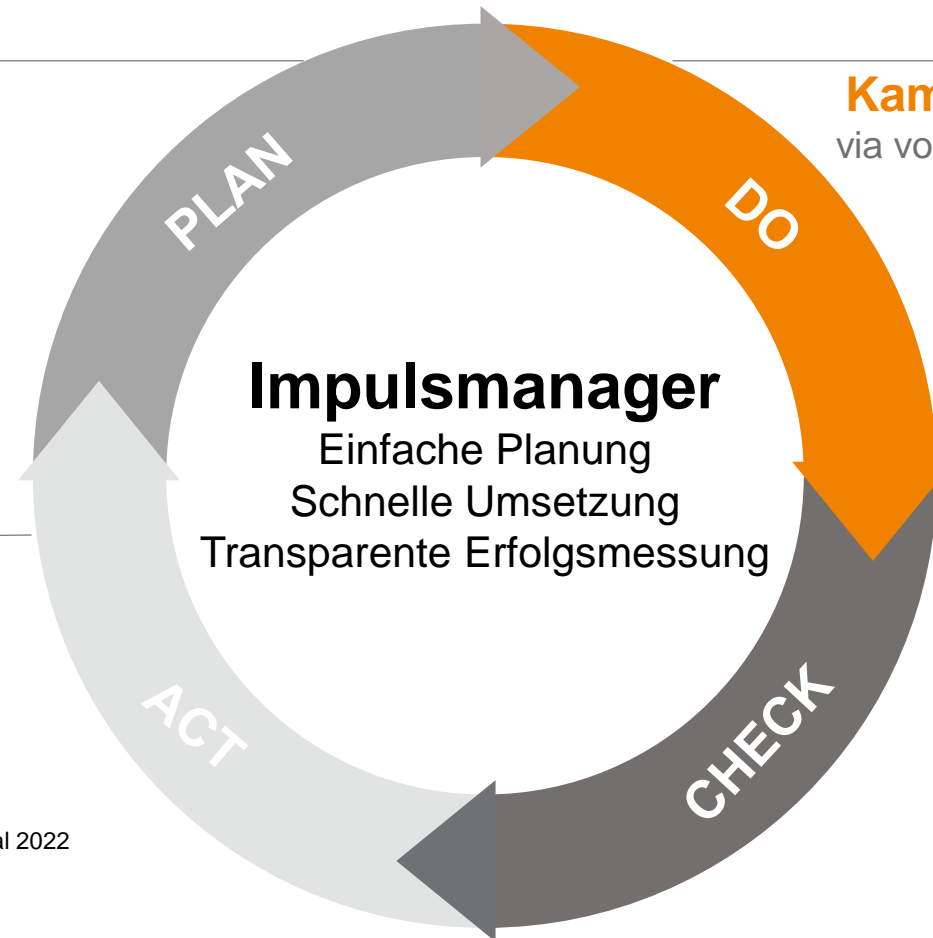 Kam
via vo
PLAN
DO
Impulsmanager
Einfache Planung
Schnelle Umsetzung
Transparente Erfolgsmessung
ACT
CHECK
al 2022